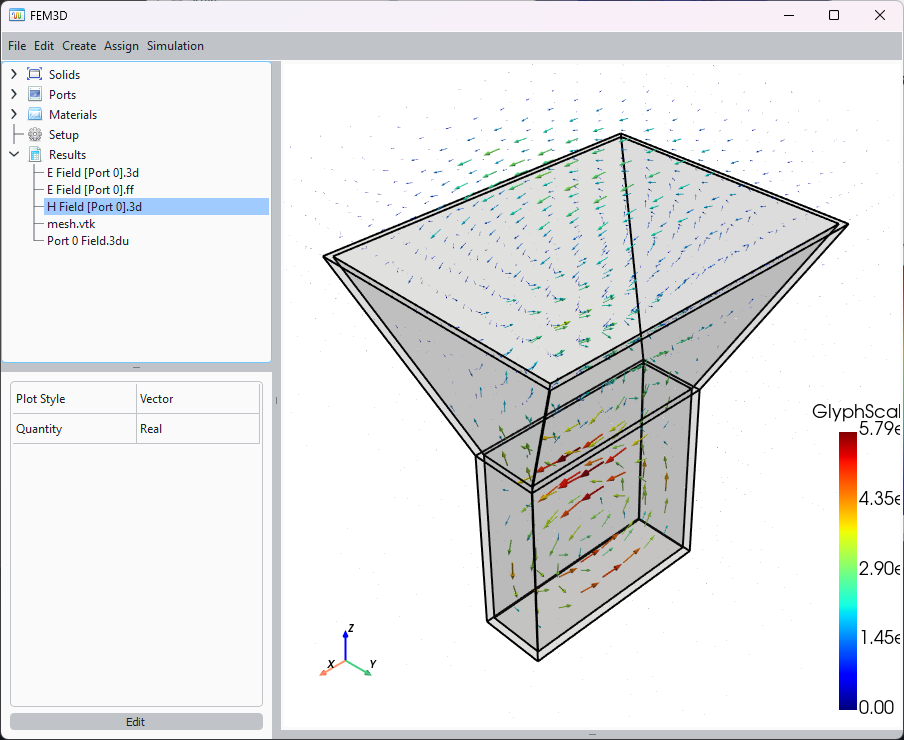 FEM3D
File Edit Create Assign Simulation
Solids
Ports
Materials
Setup
Results
E Field [Port 0].3d
E Field [Port 0].ff
H Field [Port 0].3d
mesh.vtk
Port 0 Field.3du
Plot Style Vector
Quantity Real
Edit
GlyphScal
5.79e
4.35e
2.90e
1.45e
0.00
Z
X
Y